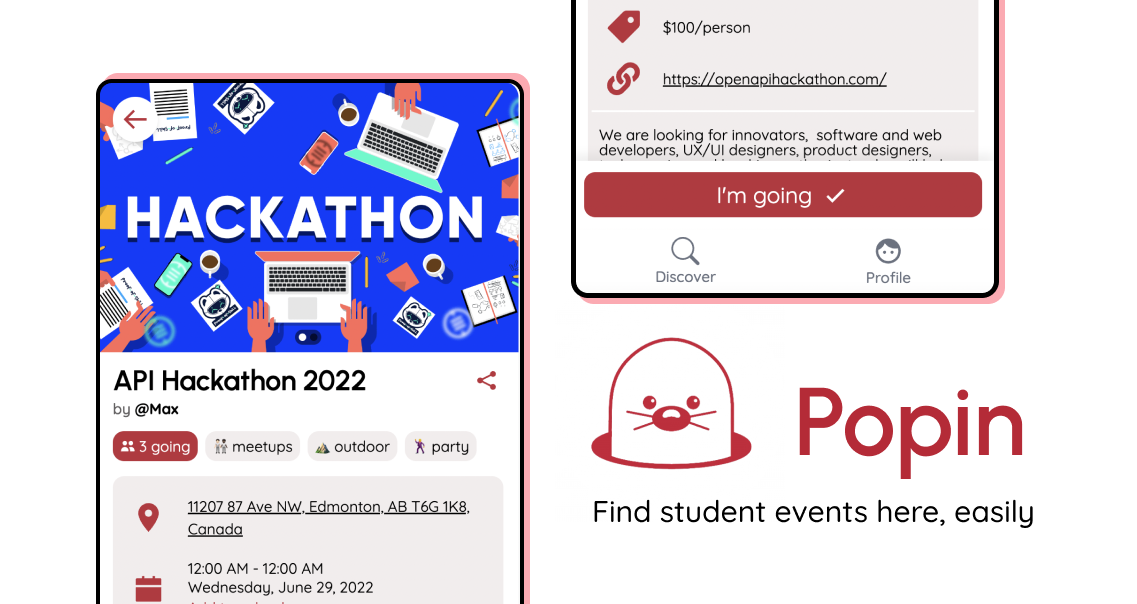 HACKATHON
API Hackathon 2022
by @Max
3 going
meetups
outdoor
party
11207 87 Ave NW, Edmonton, AB T6G 1K8,
Canada
12:00 AM - 12:00 AM
Wednesday, June 29, 2022
$100/person
https://openapihackathon.com/
We are looking for innovators,  software and web
developers, UX/UI designers, product designers,
I'm going
Discover
Profile
Popin
Find student events here, easily